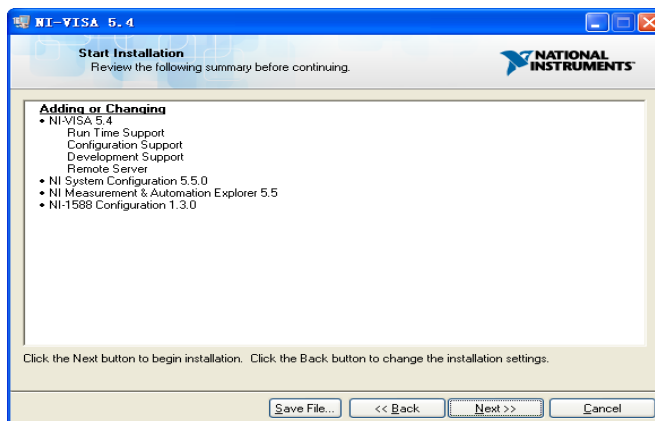 NI-VISA 5.4
Start Installation
Review the following summary before continuing.
NATIONAL
INSTRUMENTS
Adding or Changing
• NI-VISA 5.4
Run Time Support
Configuration Support
Development Support
Remote Server
• NI System Configuration 5.5.0
• NI Measurement & Automation Explorer 5.5
• NI-1588 Configuration 1.3.0
Click the Next button to begin installation. Click the Back button to change the installation settings.
Save File... << Back Next >> Cancel